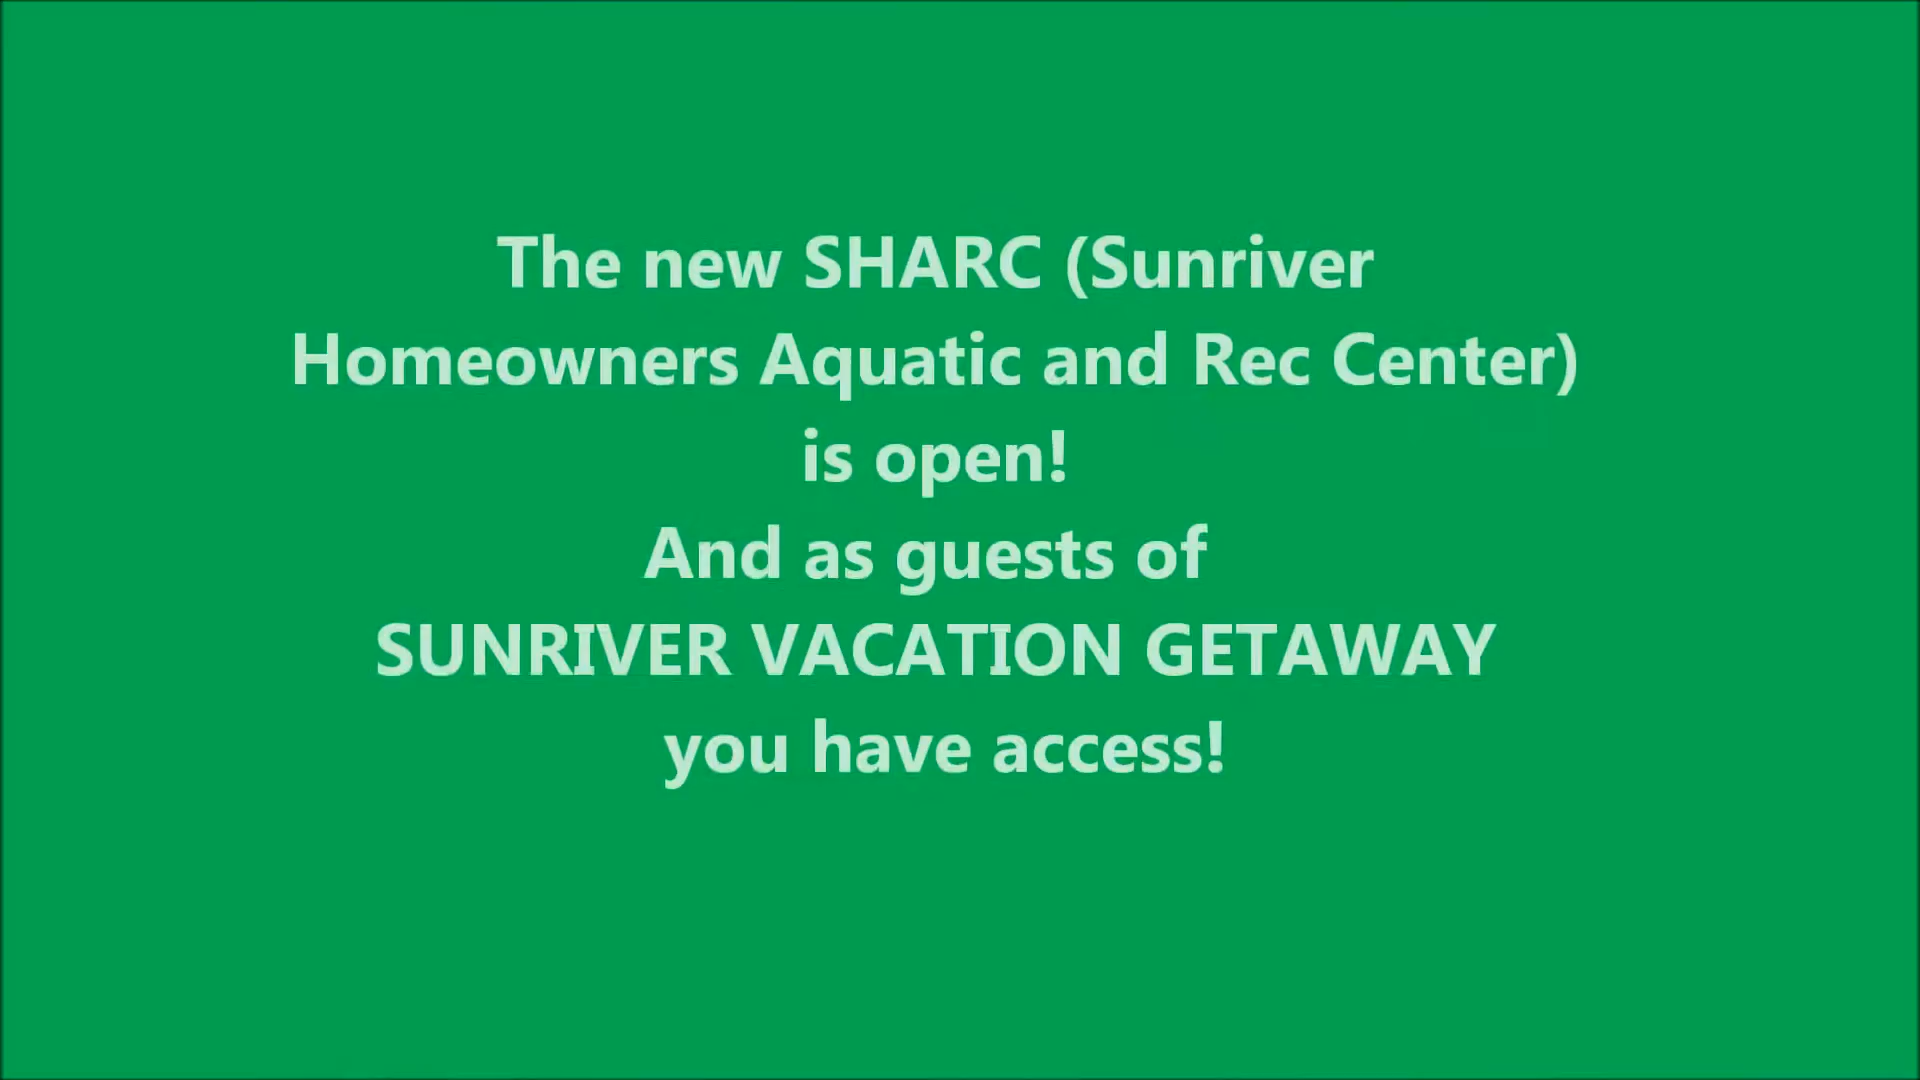 The new SHARC (Sunriver
Homeowners Aquatic and Rec Center)
is open!
And as guests of
SUNRIVER VACATION GETAWAY
you have access!